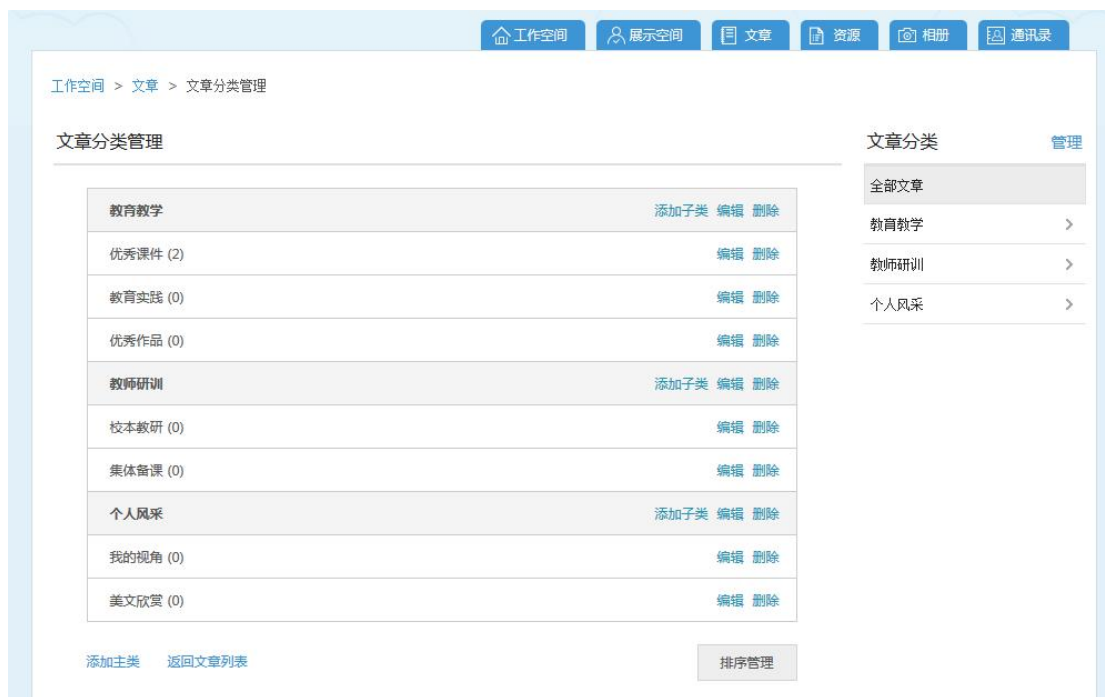 工作空间 展示空间 文章 资源 相册 通讯录
工作空间 > 文章 > 文章分类管理
文章分类管理
教育教学 添加子类 编辑 删除
优秀课件 (2) 编辑 删除
教育实践 (0) 编辑 删除
优秀作品 (0) 编辑 删除
教师研训 添加子类 编辑 删除
校本教研 (0) 编辑 删除
集体备课 (0) 编辑 删除
个人风采 添加子类 编辑 删除
我的视角 (0) 编辑 删除
美文欣赏 (0) 编辑 删除
添加主类 返回文章列表 排序管理
文章分类 管理
全部文章
教育教学
教师研训
个人风采